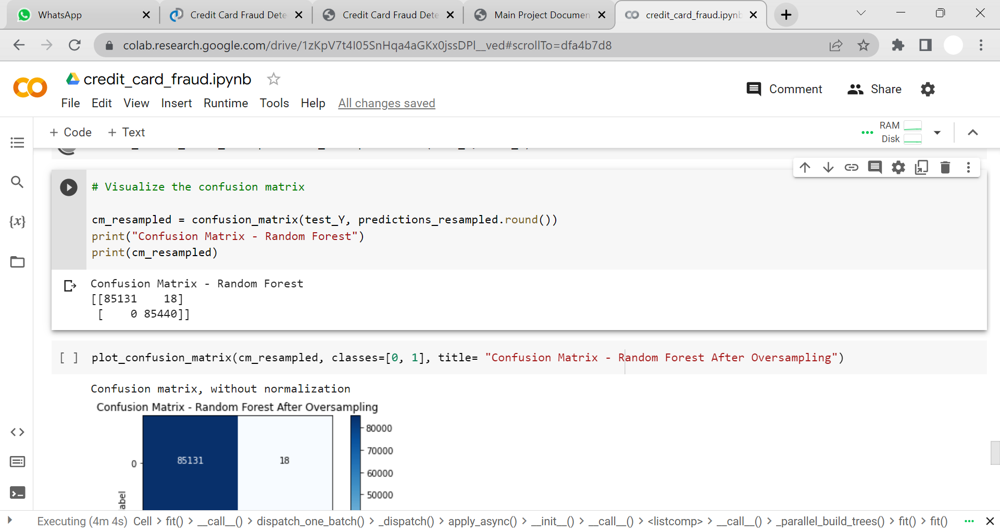 WhatsApp
Credit Card Fraud Dete
Credit Card Fraud Dete
Main Project Documen
credit_card_fraud.ipynb
colab.research.google.com/drive/1zKpV7t4I05SnHqa4aGKx0jssDPl__ved#scrollTo=dfa4b7d8
credit_card_fraud.ipynb
Comment
Share
File Edit View Insert Runtime Tools Help All changes saved
+ Code + Text
RAM
Disk
# Visualize the confusion matrix
cm_resampled = confusion_matrix(test_Y, predictions_resampled.round())
print("Confusion Matrix - Random Forest")
print(cm_resampled)
Confusion Matrix - Random Forest
[[85131    18]
 [    0 85440]]
[ ] plot_confusion_matrix(cm_resampled, classes=[0, 1], title= "Confusion Matrix - Random Forest After Oversampling")
Confusion matrix, without normalization
Confusion Matrix - Random Forest After Oversampling
80000
70000
60000
50000
0
85131
18
abel
Executing (4m 4s) Cell > fit() > __call__() > dispatch_one_batch() > _dispatch() > apply_async() > __init__() > __call__() > <listcomp> > __call__() > _parallel_build_trees() > fit() > fit()